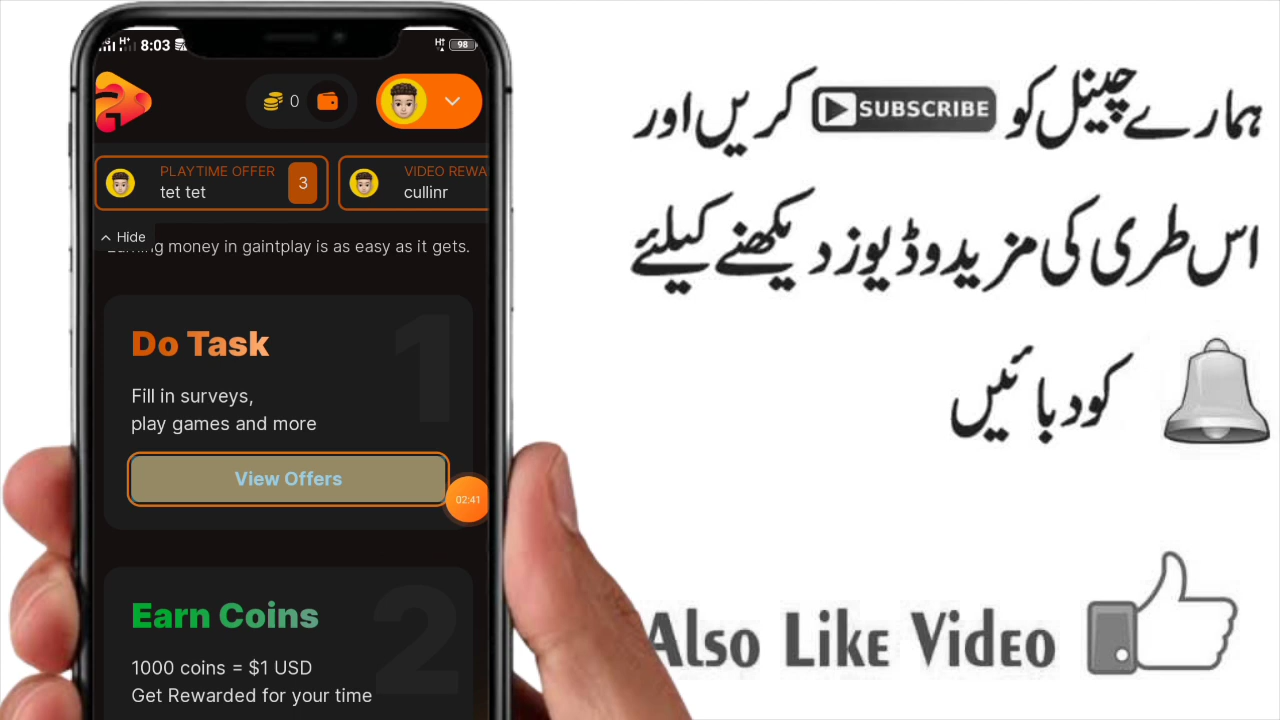 8:03
98
0
PLAYTIME OFFER
tet tet
3
VIDEO REWA
cullinr
Hide
Earning money in gaintplay is as easy as it gets.
1
Do Task
Fill in surveys,
play games and more
View Offers
02:41
2
Earn Coins
1000 coins = $1 USD
Get Rewarded for your time
ہمارے چینل کو SUBSCRIBE کریں اور
اس طری کی مزید وڈیوز دیکھنے کیلئے
کو دبائیں
Also Like Video